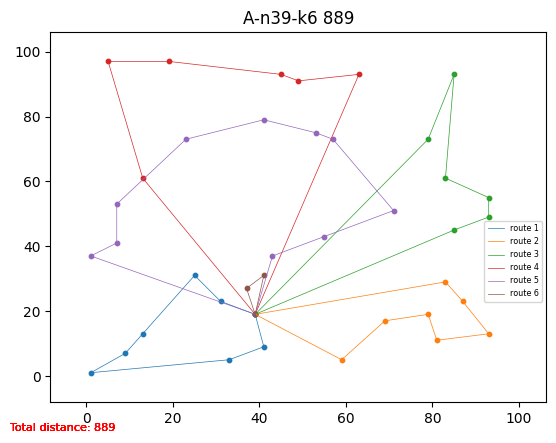 A-n39-k6 889
100
80
60
40
20
0
0 20 40 60 80 100
route 1
route 2
route 3
route 4
route 5
route 6
Total distance: 889